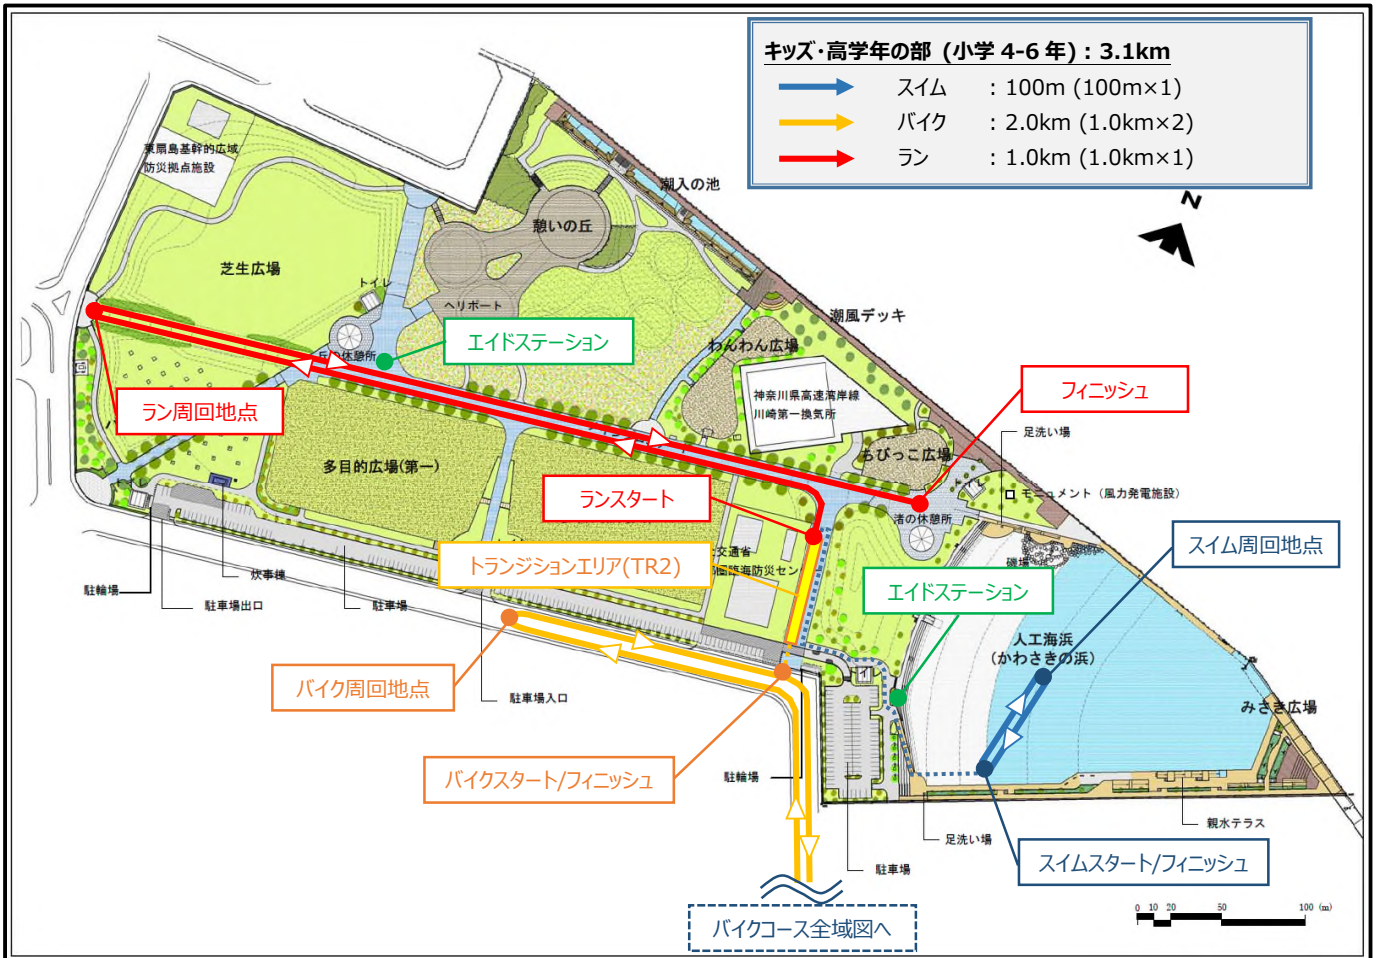 キッズ・高学年の部 (小学 4-6 年) : 3.1km
スイム : 100m (100m×1)
バイク : 2.0km (1.0km×2)
ラン : 1.0km (1.0km×1)
N
東扇島基幹的広域
防災拠点施設
潮入の池
憩いの丘
芝生広場
トイレ
ヘリポート
潮風デッキ
エイドステーション
丘の休憩所
わんわん広場
神奈川県高速湾岸線
川崎第一換気所
フィニッシュ
ラン周回地点
足洗い場
ちびっこ広場
多目的広場(第一)
トイレ
モニュメント（風力発電施設）
ランスタート
渚の休憩所
スイム周回地点
トランジションエリア(TR2)
交通省
臨海防災セン
磯場
エイドステーション
炊事棟
駐輪場
駐車場出口
駐車場
人工海浜
(かわさきの浜)
バイク周回地点
駐車場入口
みさき広場
バイクスタート/フィニッシュ
駐輪場
親水テラス
足洗い場
スイムスタート/フィニッシュ
駐車場
バイクコース全域図へ
0 10 20 50 100 (m)